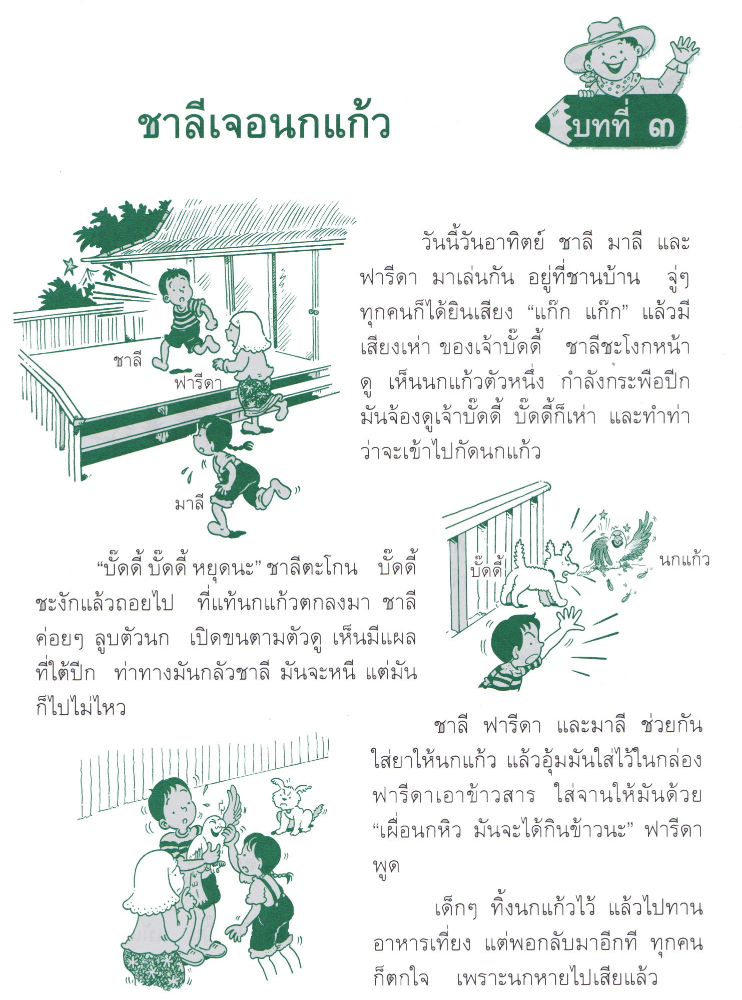 บทที่ ๓
ชาลีเจอนกแก้ว
วันนี้วันอาทิตย์ ชาลี มาลี และ
ฟารีดา มาเล่นกัน อยู่ที่ชานบ้าน จู่ๆ
ทุกคนก็ได้ยินเสียง “แก๊ก แก๊ก” แล้วมี
เสียงเห่า ของเจ้าบั๊ดดี้ ชาลีชะโงกหน้า
ดู เห็นนกแก้วตัวหนึ่ง กำลังกระพือปีก
มันจ้องดูเจ้าบั๊ดดี้ บั๊ดดี้ก็เห่า และทำท่า
ว่าจะเข้าไปกัดนกแก้ว
ชาลี
ฟารีดา
มาลี
“บั๊ดดี้ บั๊ดดี้ หยุดนะ” ชาลีตะโกน บั๊ดดี้
ชะงักแล้วถอยไป ที่แท้นกแก้วตกลงมา ชาลี
ค่อยๆ ลูบตัวนก เปิดขนตามตัวดู เห็นมีแผล
ที่ใต้ปีก ท่าทางมันกลัวชาลี มันจะหนี แต่มัน
ก็ไปไม่ไหว
บั๊ดดี้
นกแก้ว
ชาลี ฟารีดา และมาลี ช่วยกัน
ใส่ยาให้นกแก้ว แล้วอุ้มมันใส่ไว้ในกล่อง
ฟารีดาเอาข้าวสาร ใส่จานให้มันด้วย
“เผื่อนกหิว มันจะได้กินข้าวนะ” ฟารีดา
พูด
เด็กๆ ทิ้งนกแก้วไว้ แล้วไปทาน
อาหารเที่ยง แต่พอกลับมาอีกที ทุกคน
ก็ตกใจ เพราะนกหายไปเสียแล้ว